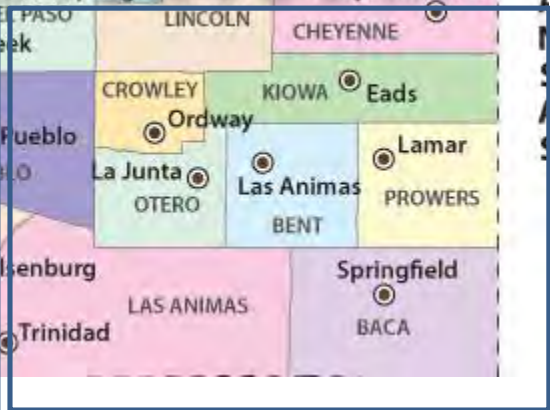 EL PASO
LINCOLN
CHEYENNE
eek
CROWLEY
KIOWA
Eads
Ordway
Pueblo
Lamar
La Junta
Las Animas
PROWERS
OTERO
BENT
lsenburg
Springfield
LAS ANIMAS
BACA
Trinidad